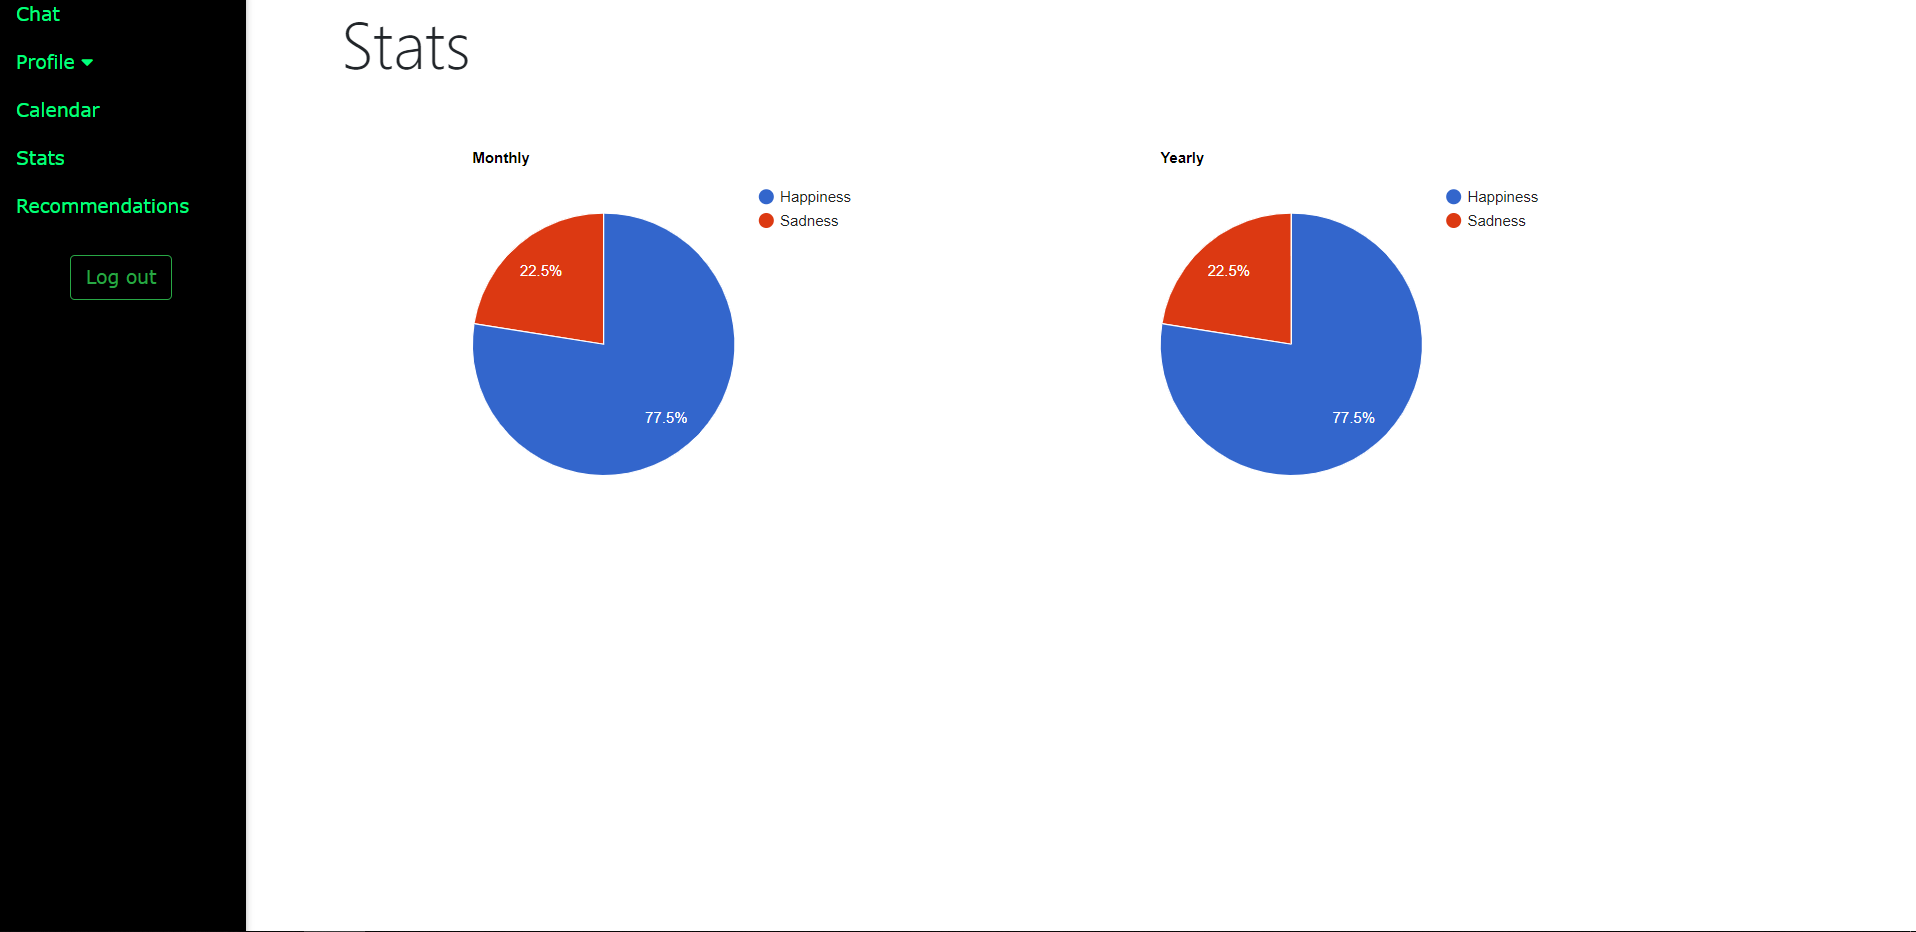 Chat
Profile
Calendar
Stats
Recommendations
Log out
Stats
Monthly
Happiness
Sadness
22.5%
77.5%
Yearly
Happiness
Sadness
22.5%
77.5%